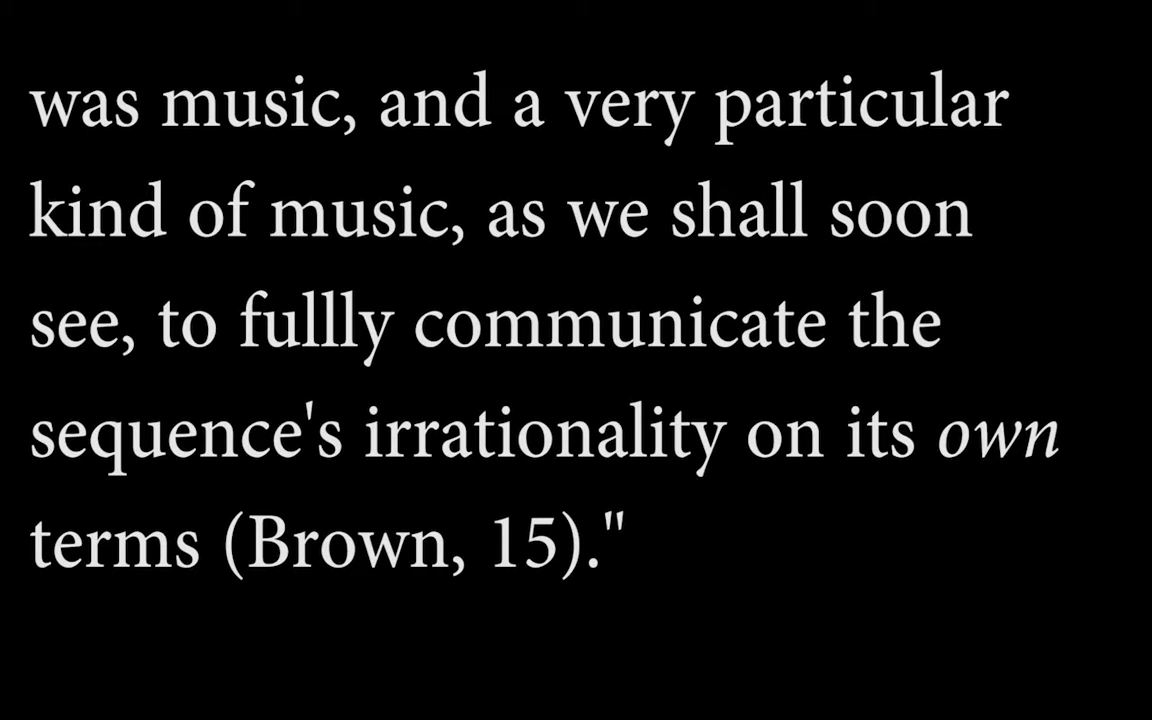 was music, and a very particular
kind of music, as we shall soon
see, to fullly communicate the
sequence's irrationality on its own
terms (Brown, 15)."